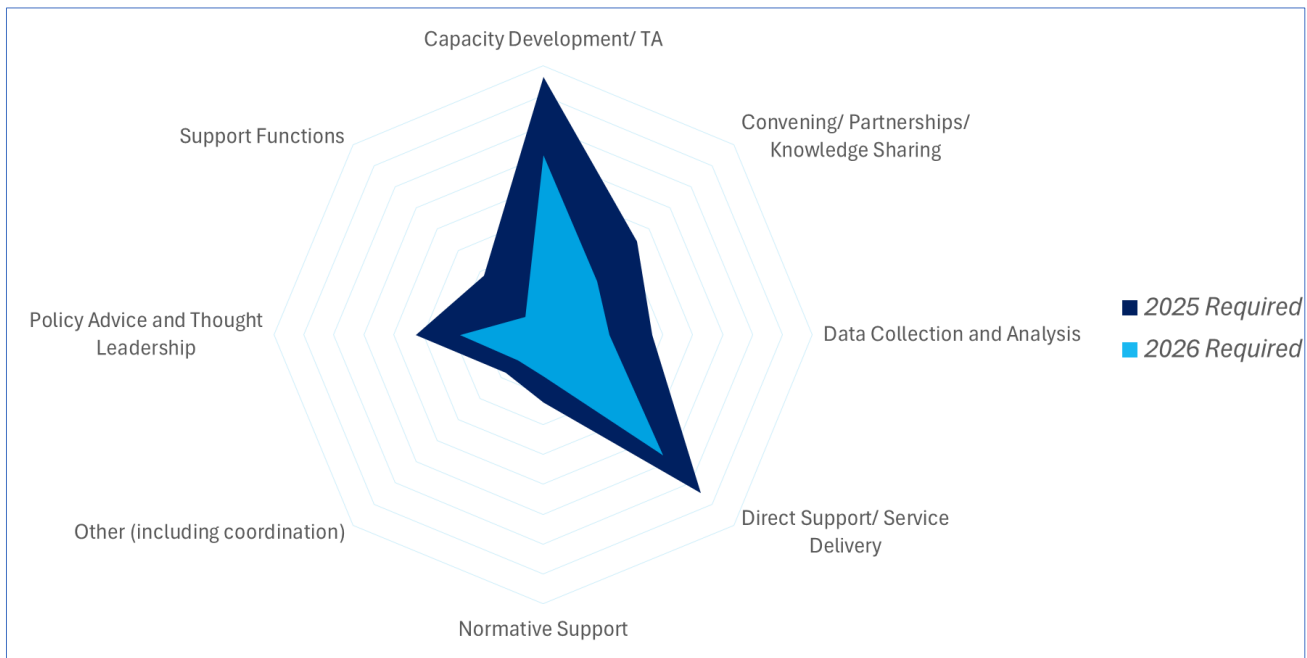 Capacity Development/ TA
Convening/ Partnerships/
Knowledge Sharing
Data Collection and Analysis
Direct Support/ Service
Delivery
Normative Support
Other (including coordination)
Policy Advice and Thought
Leadership
Support Functions
2025 Required
2026 Required